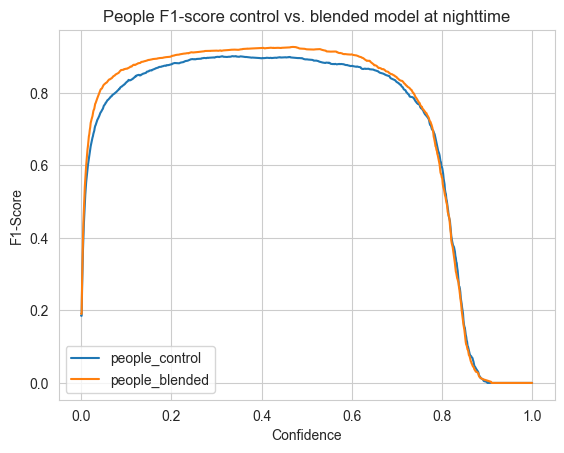 People F1-score control vs. blended model at nighttime
F1-Score
0.8
0.6
0.4
0.2
0.0
people_control
people_blended
0.0 0.2 0.4 0.6 0.8 1.0
Confidence